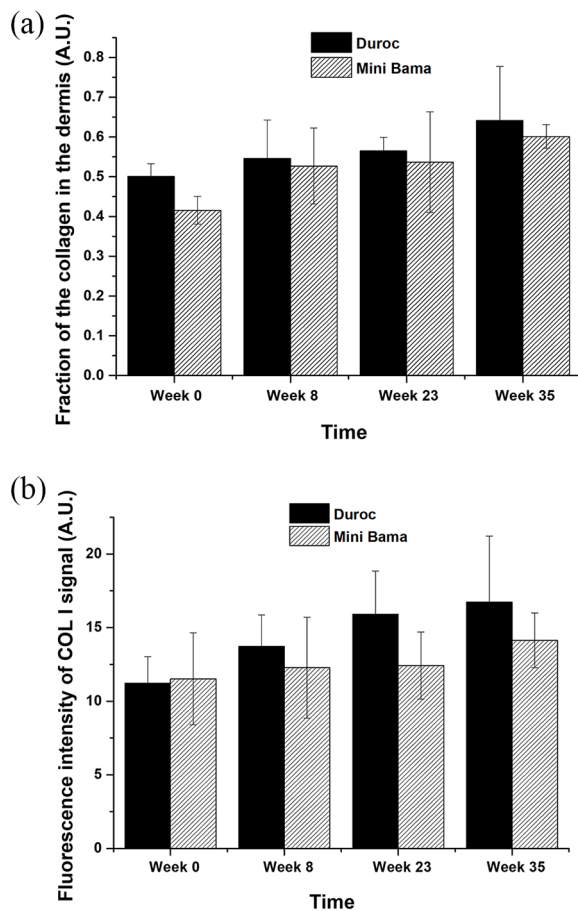 (a)
Fraction of the collagen in the dermis (A.U.)
0.8
0.7
0.6
0.5
0.4
0.3
0.2
0.1
0.0
Duroc
Mini Bama
Week 0 Week 8 Week 23 Week 35
Time
(b)
Fluorescence intensity of COL I signal (A.U.)
20
15
10
5
0
Duroc
Mini Bama
Week 0 Week 8 Week 23 Week 35
Time